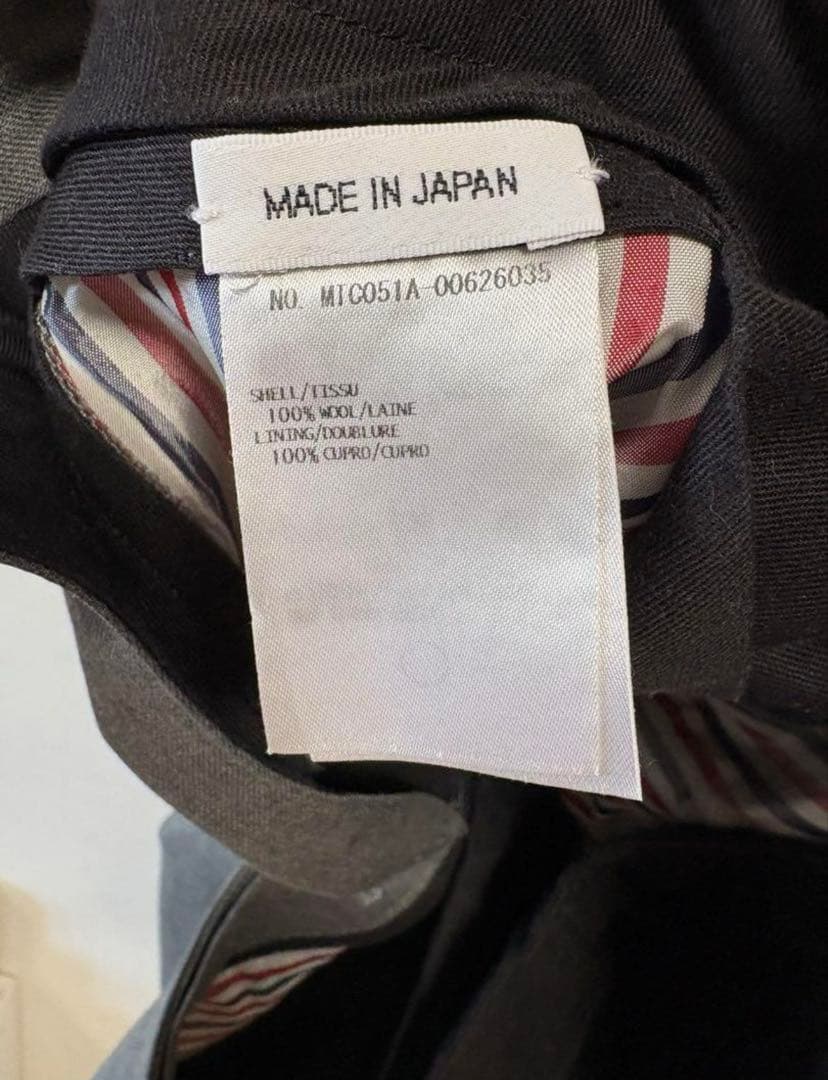 MADE IN JAPAN
NO. MTC051A-00626035
SHELL/TISSU
100% WOOL/LAINE
LINING/DOUBLURE
100% CUPRO/CUPRO